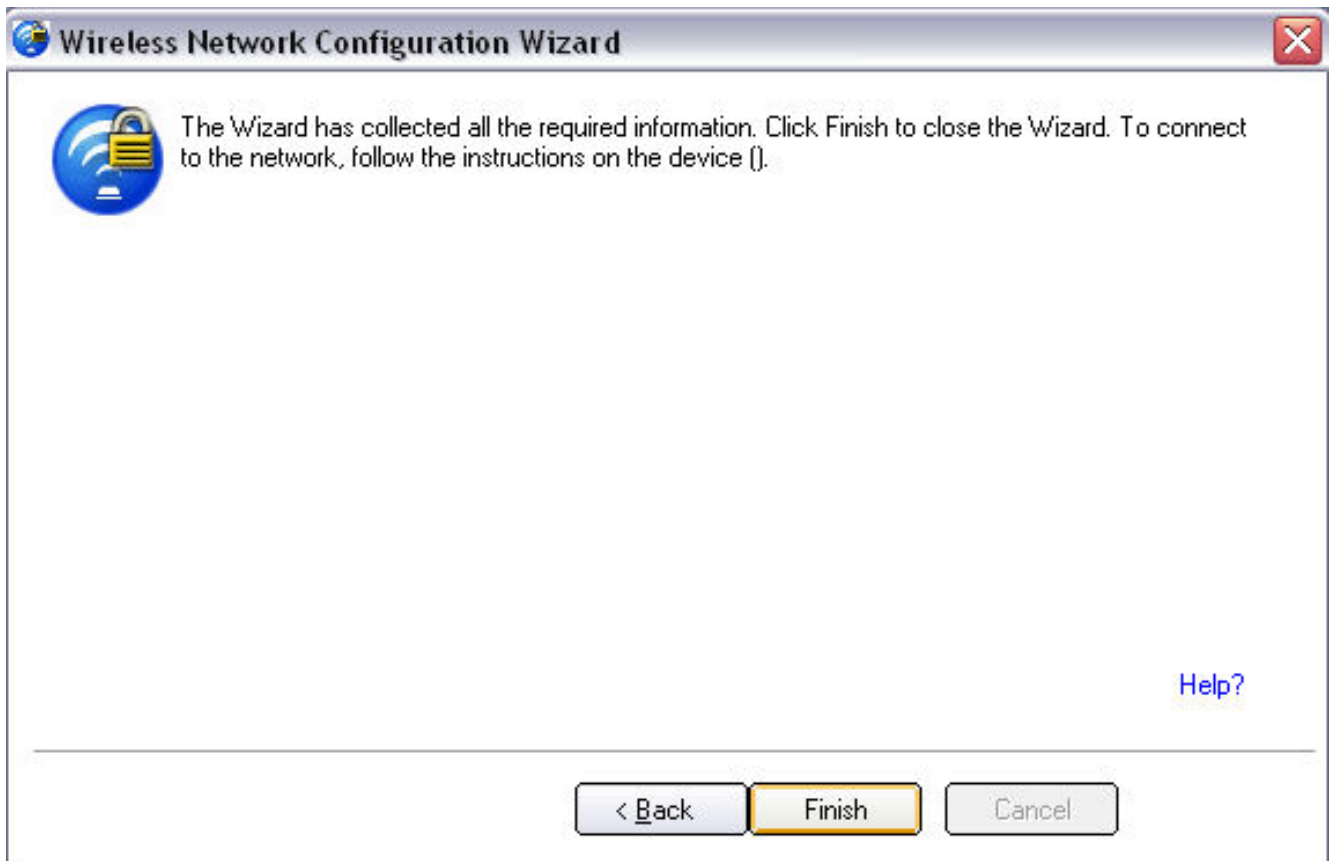 Wireless Network Configuration Wizard
The Wizard has collected all the required information. Click Finish to close the Wizard. To connect
to the network, follow the instructions on the device ().
Help?
< Back
Finish
Cancel